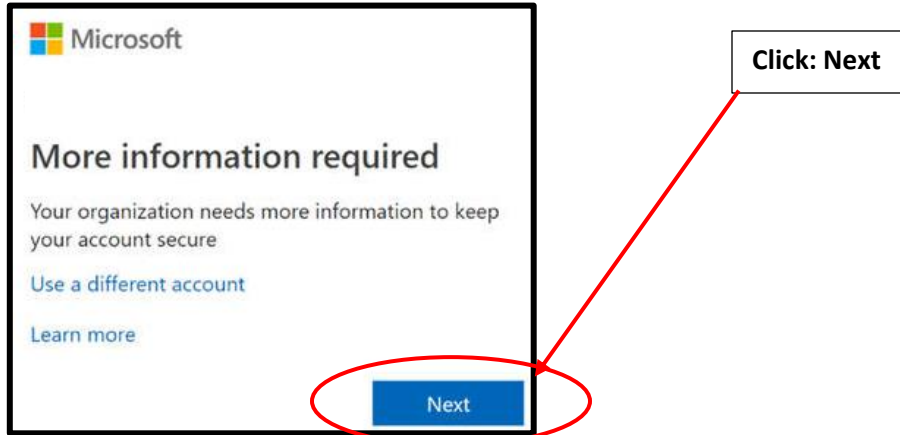 Microsoft
Click: Next
More information required
Your organization needs more information to keep
your account secure
Use a different account
Learn more
Next